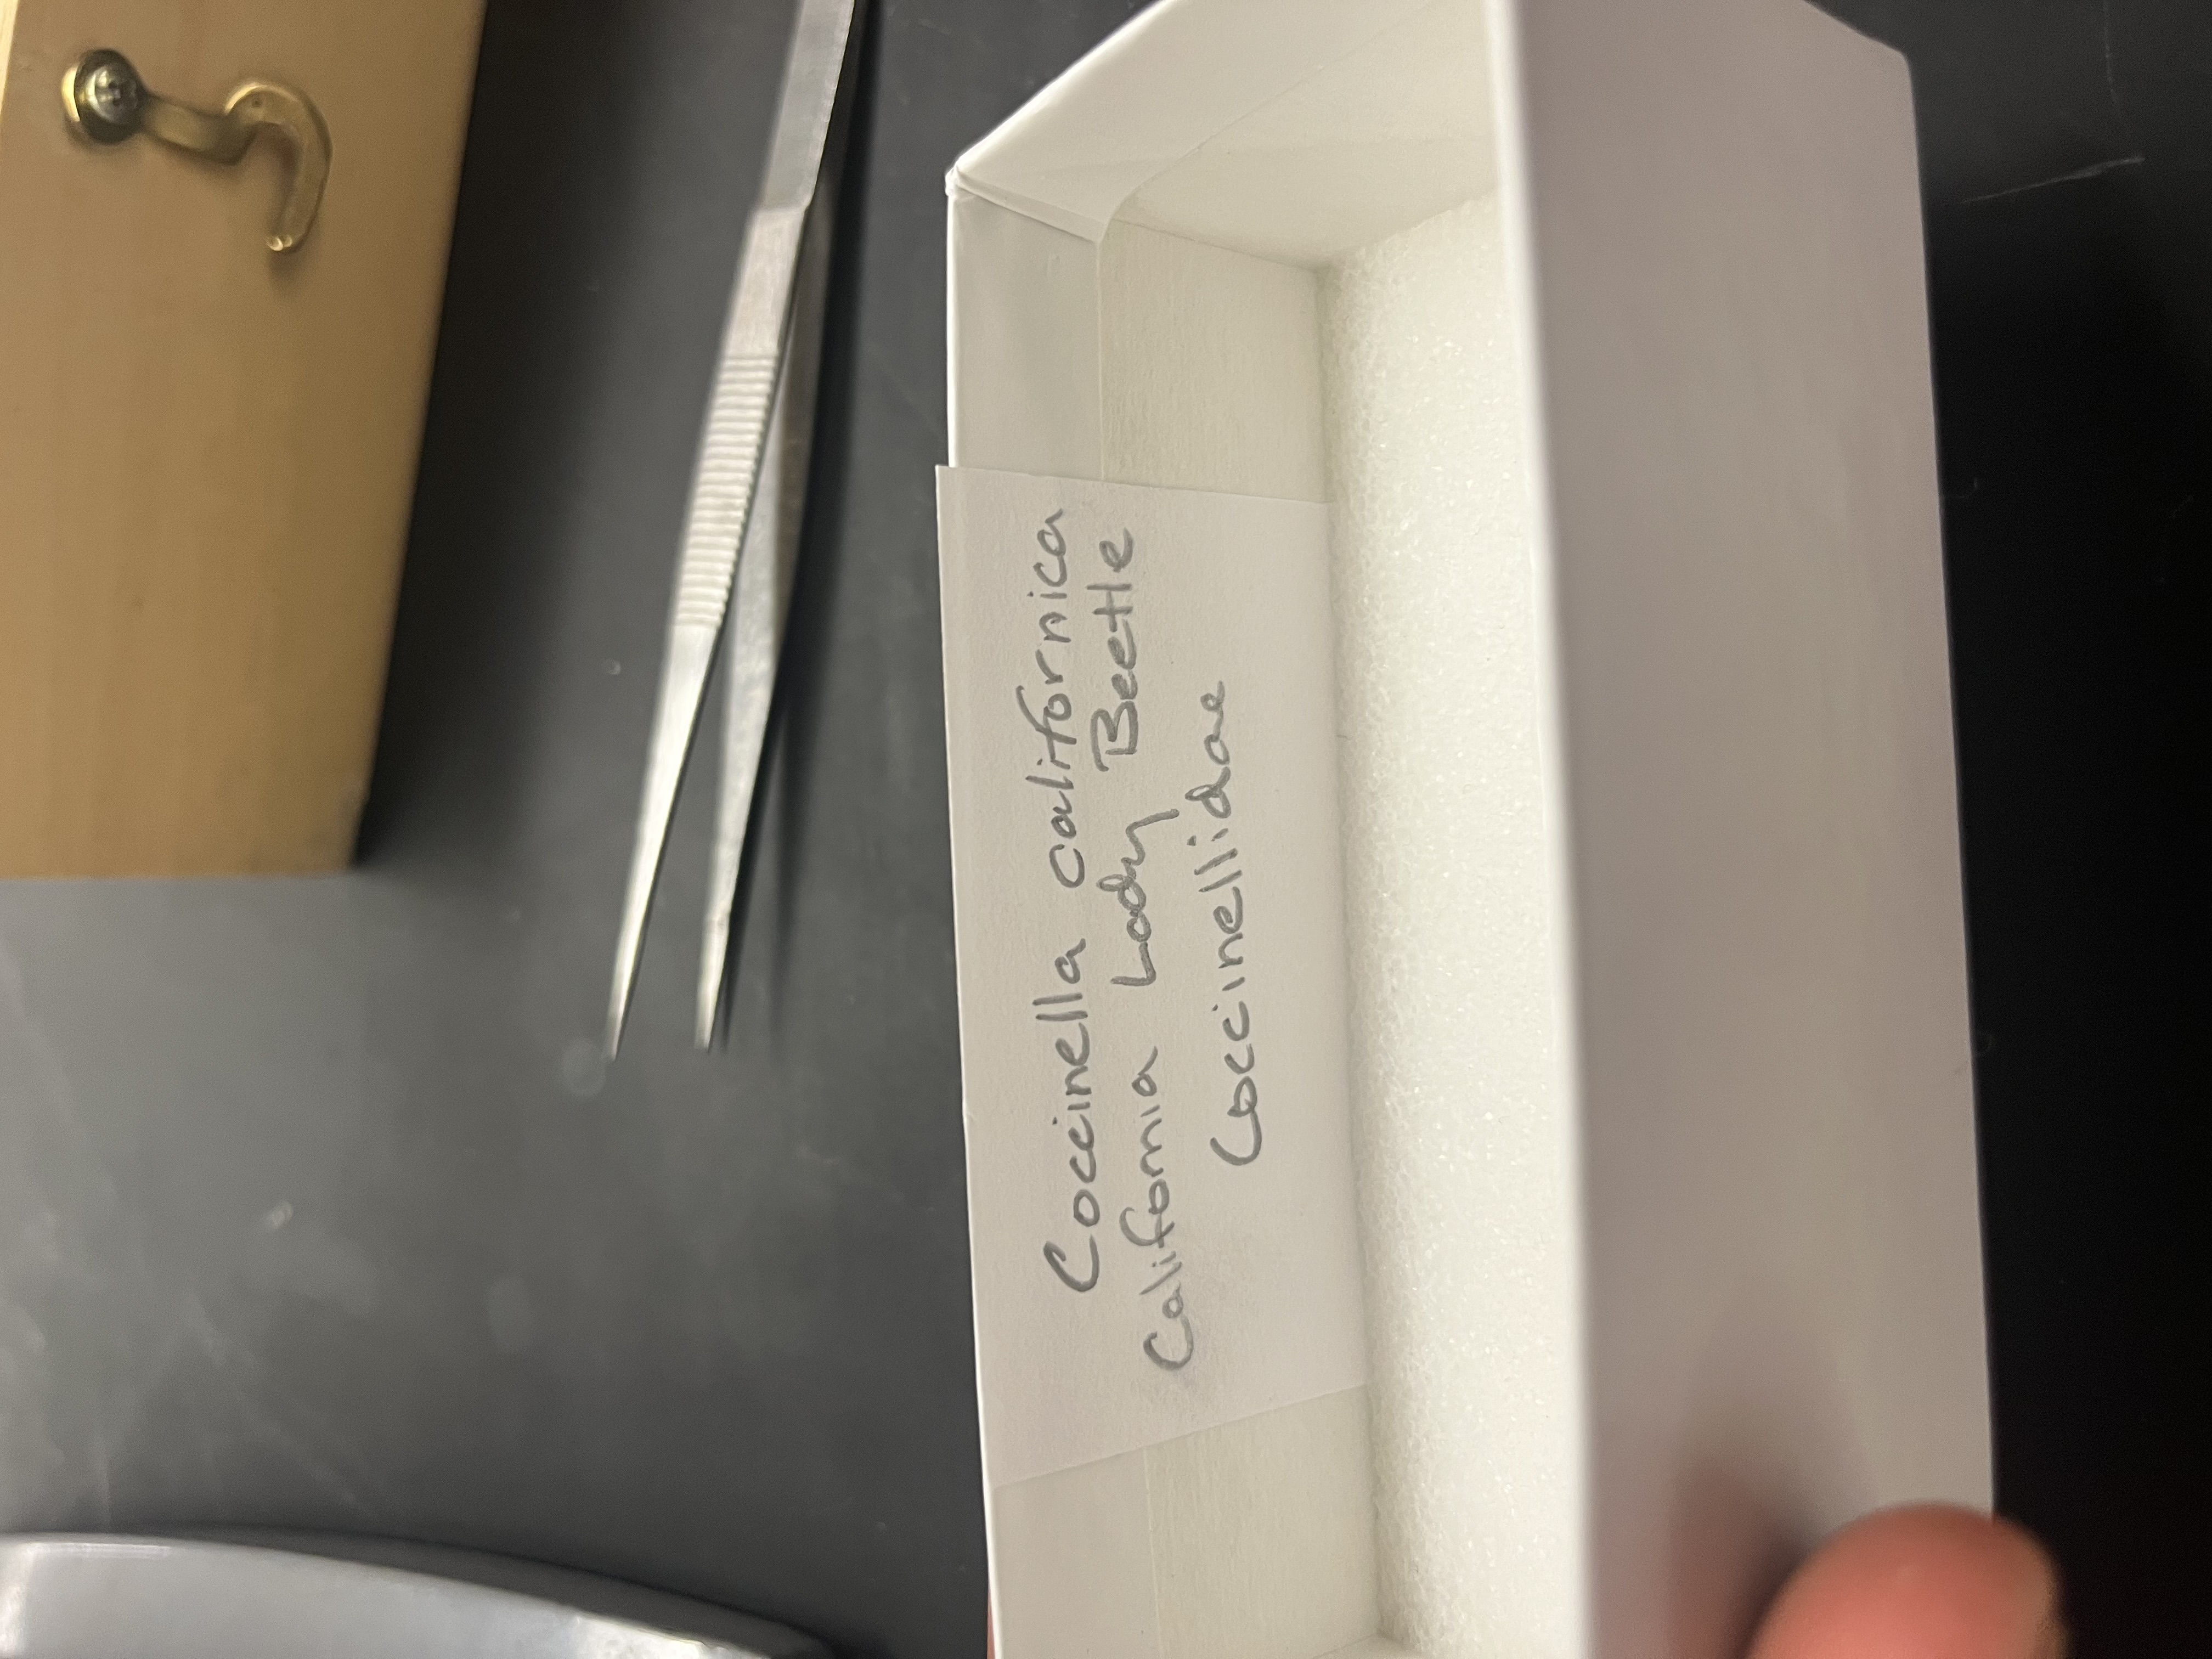 Coccinella californica
California Lady Beetle
Coccinellidae